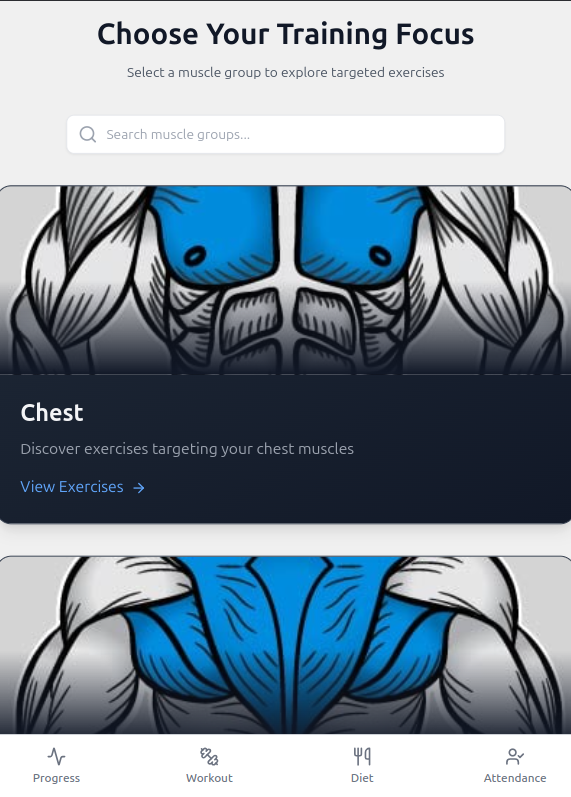 Choose Your Training Focus
Select a muscle group to explore targeted exercises
Search muscle groups...
Chest
Discover exercises targeting your chest muscles
View Exercises
Progress
Workout
Diet
Attendance